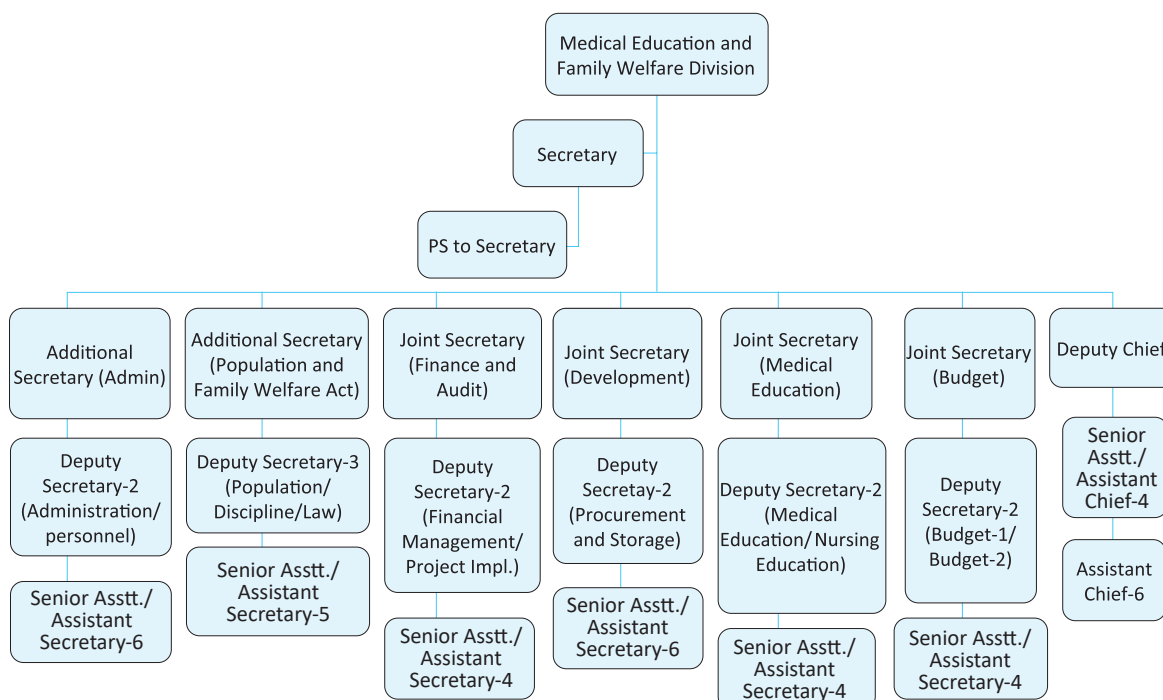 Medical Education and
Family Welfare Division
Secretary
PS to Secretary
Additional
Secretary (Admin)
Additional Secretary
(Population and
Family Welfare Act)
Joint Secretary
(Finance and
Audit)
Joint Secretary
(Development)
Joint Secretary
(Medical
Education)
Joint Secretary
(Budget)
Deputy Chief
Deputy
Secretary-2
(Administration/
personnel)
Deputy Secretary-3
(Population/
Discipline/Law)
Deputy
Secretary-2
(Financial
Management/
Project Impl.)
Deputy
Secretay-2
(Procurement
and Storage)
Deputy Secretary-2
(Medical
Education/ Nursing
Education)
Deputy
Secretary-2
(Budget-1/
Budget-2)
Senior
Asstt./
Assistant
Chief-4
Senior Asstt./
Assistant
Secretary-6
Senior Asstt./
Assistant
Secretary-5
Senior Asstt./
Assistant
Secretary-4
Senior Asstt./
Assistant
Secretary-6
Senior Asstt./
Assistant
Secretary-4
Senior Asstt./
Assistant
Secretary-4
Assistant
Chief-6